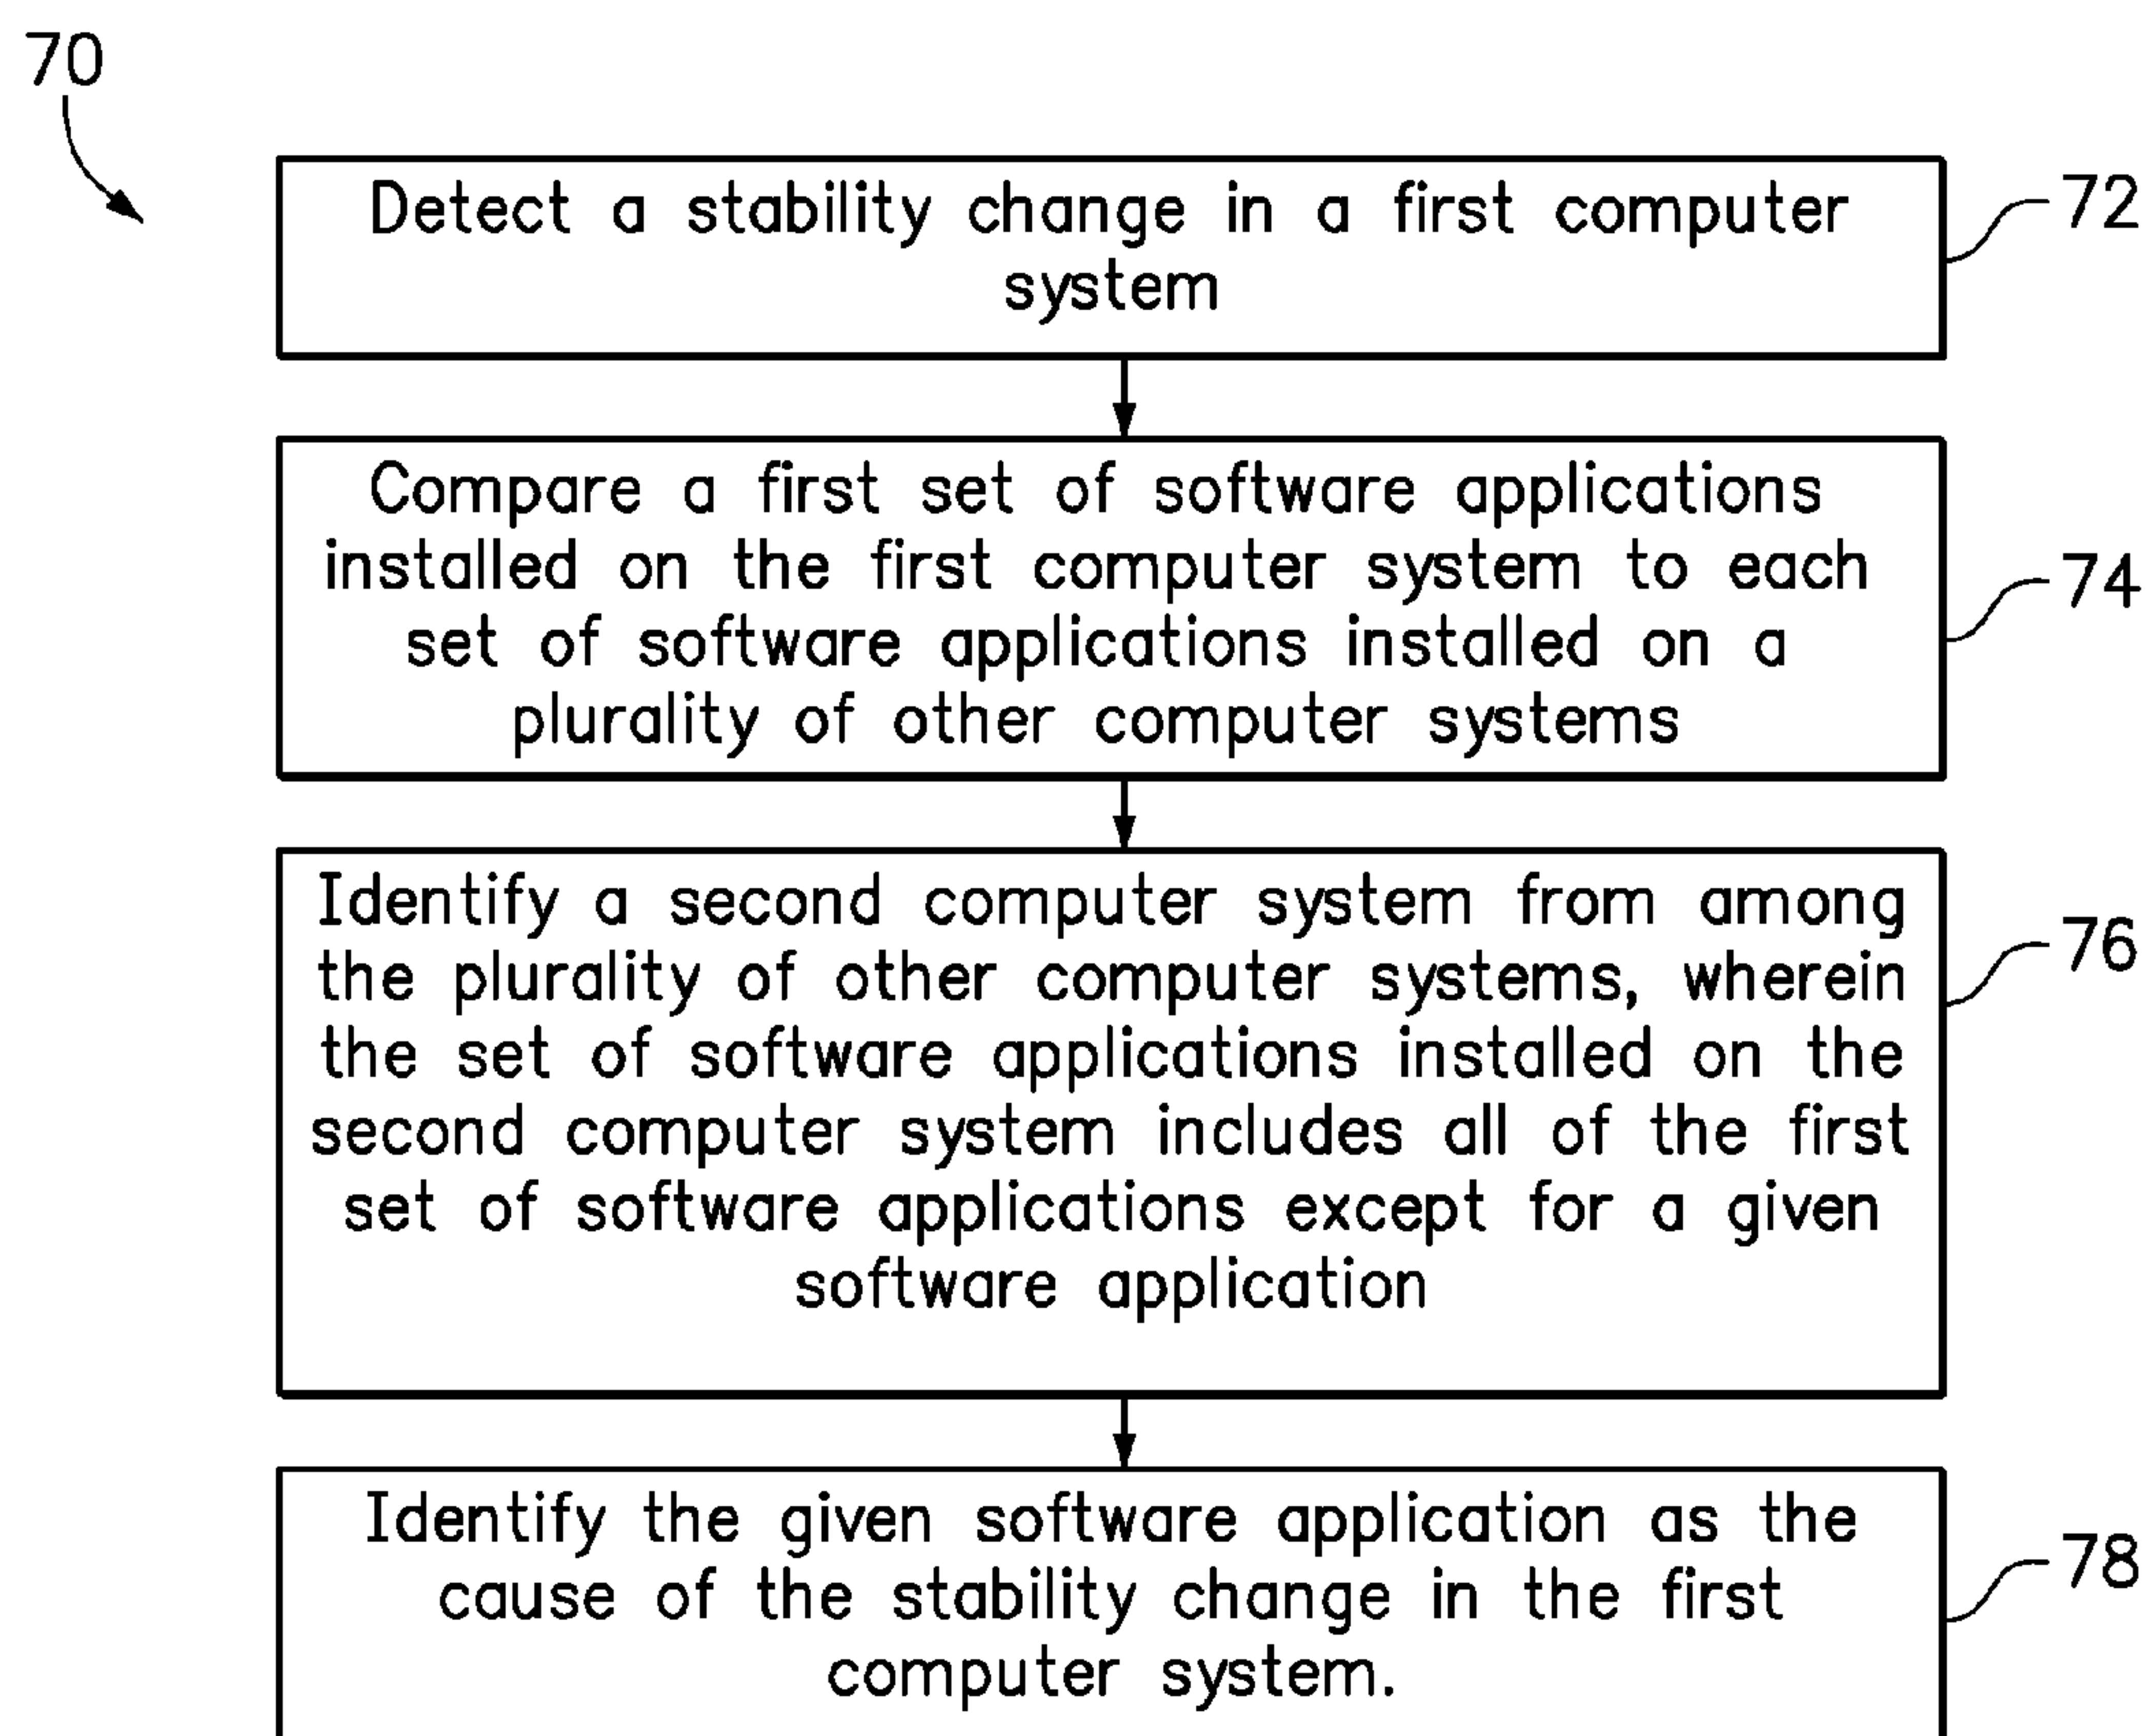 70
Detect a stability change in a first computer
system
72
Compare a first set of software applications
installed on the first computer system to each
set of software applications installed on a
plurality of other computer systems
74
Identify a second computer system from among
the plurality of other computer systems, wherein
the set of software applications installed on the
second computer system includes all of the first
set of software applications except for a given
software application
76
Identify the given software application as the
cause of the stability change in the first
computer system.
78